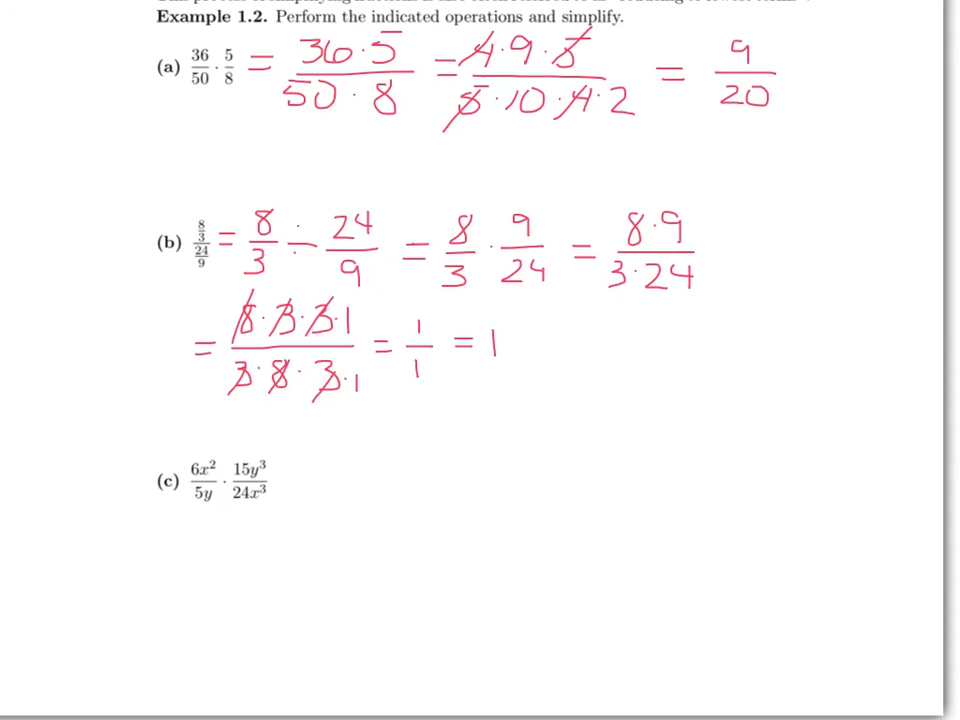 Example 1.2. Perform the indicated operations and simplify.
(a) 36/50 · 5/8 = 36·5 / 50·8 = 4·9·5 / 5·10·4·2 = 9/20
(b) 8/3 / 24/9 = 8/3 ÷ 24/9 = 8/3 · 9/24 = 8·9 / 3·24
= 8·3·3·1 / 3·8·3·1 = 1/1 = 1
(c) 6x²/5y · 15y³/24x³